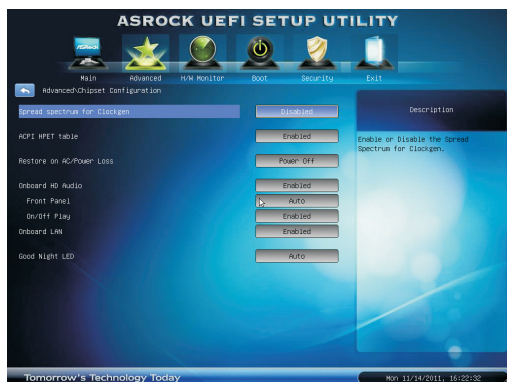 ASROCK UEFI SETUP UTILITY
ASRock
Main Advanced H/W Monitor Boot Security Exit
Advanced\Chipset Configuration
Spread spectrum for Clockgen Disabled
ACPI HPET table Enabled
Restore on AC/Power Loss Power Off
Onboard HD Audio Enabled
Front Panel Auto
On/Off Play Enabled
Onboard LAN Enabled
Good Night LED Auto
Description
Enable or Disable the Spread
Spectrum for Clockgen.
Tomorrow's Technology Today
Mon 11/14/2011, 16:22:32